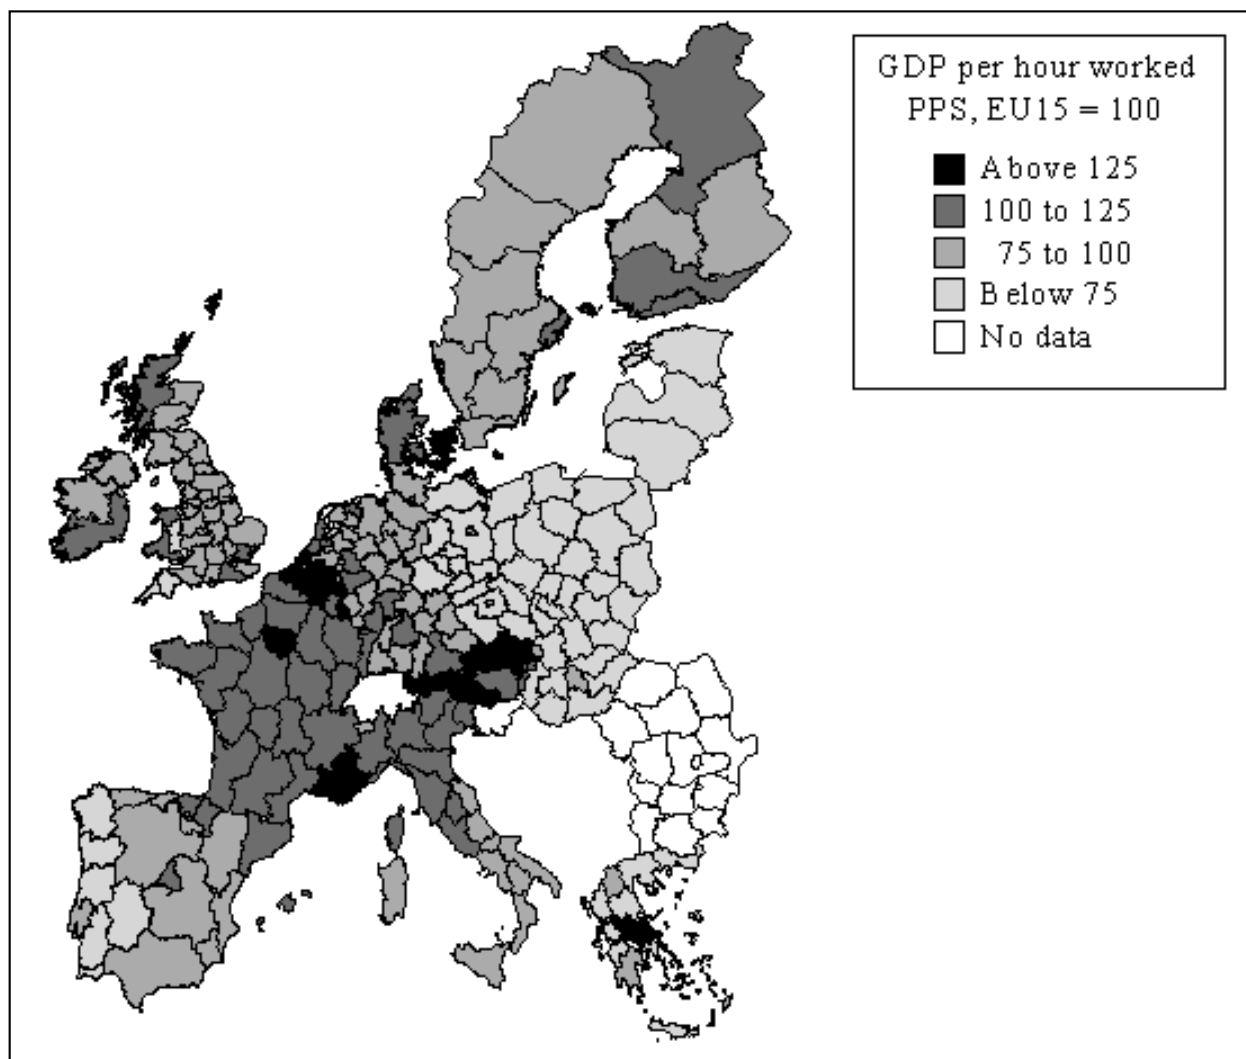 GDP per hour worked
PPS, EU15 = 100
Above 125
100 to 125
75 to 100
Below 75
No data